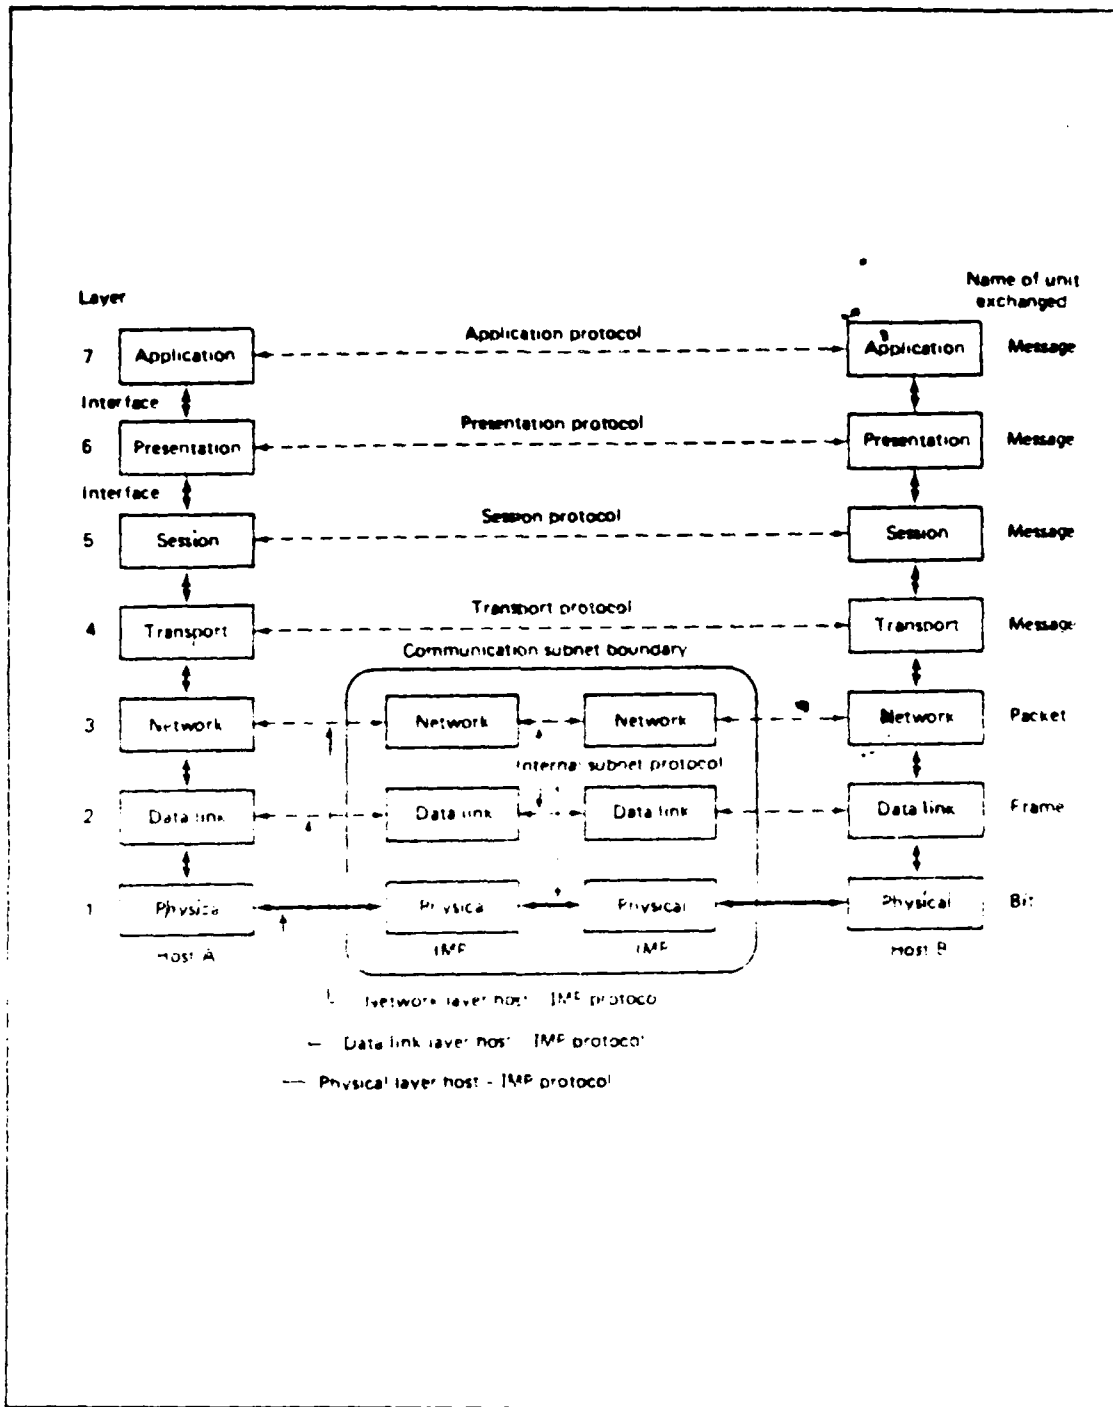 Name of unit
exchanged
Layer
Application protocol
7 Application Application Message
Interface
Presentation protocol
6 Presentation Presentation Message
Interface
Session protocol
5 Session Session Message
Transport protocol
4 Transport Transport Message
Communication subnet boundary
3 Network Network Network Network Packet
Internal subnet protocol
2 Data link Data link Data link Data link Frame
1 Physica Physica Physical Physical Bit
Host A IMP IMP Host B
Network layer host - IMP protoco
Data link layer host - IMP protocol
Physical layer host - IMP protocol